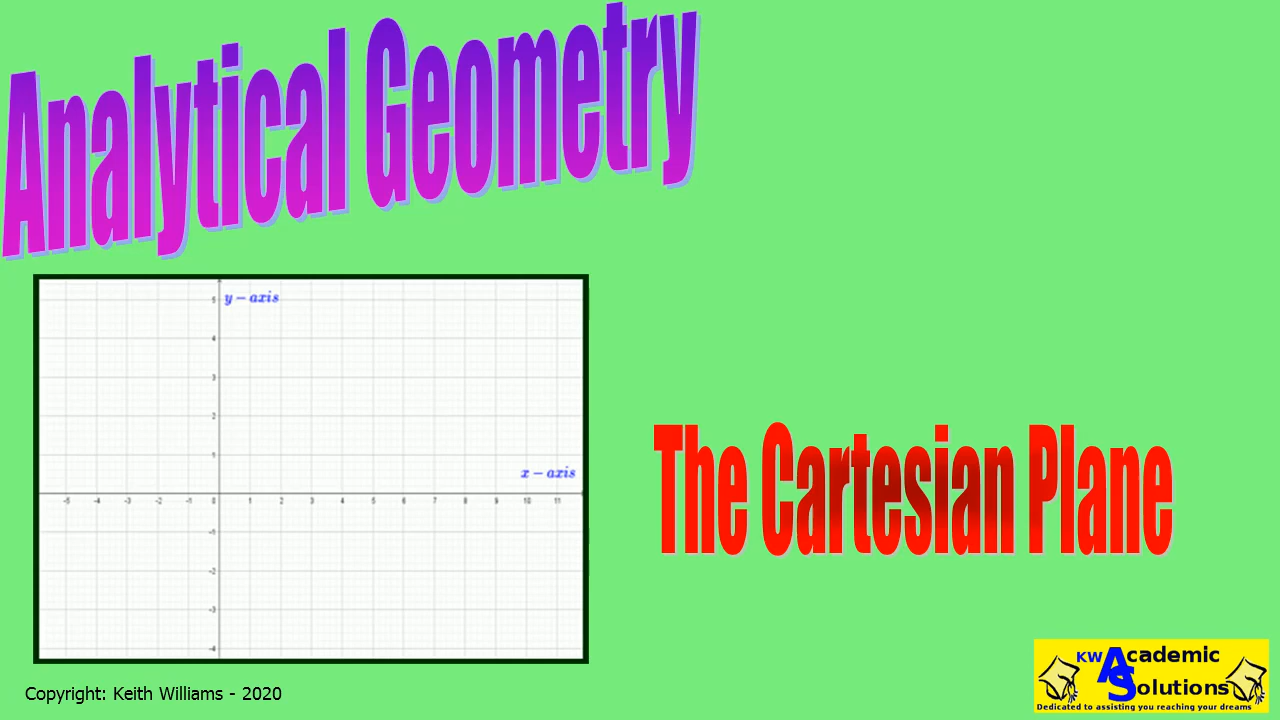 Analytical Geometry
y – axis
5
4
3
2
1
x – axis
-5 -4 -3 -2 -1 0 1 2 3 4 5 6 7 8 9 10 11
-1
-2
-3
-4
The Cartesian Plane
KW Academic
Solutions
Dedicated to assisting you reaching your dreams
Copyright: Keith Williams - 2020